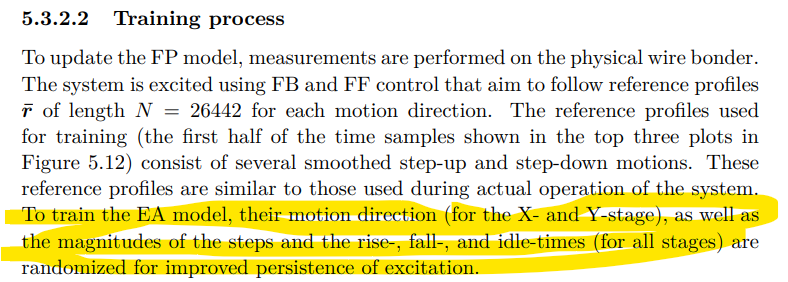 5.3.2.2 Training process
To update the FP model, measurements are performed on the physical wire bonder.
The system is excited using FB and FF control that aim to follow reference profiles
r̄ of length N = 26442 for each motion direction. The reference profiles used
for training (the first half of the time samples shown in the top three plots in
Figure 5.12) consist of several smoothed step-up and step-down motions. These
reference profiles are similar to those used during actual operation of the system.
To train the EA model, their motion direction (for the X- and Y-stage), as well as
the magnitudes of the steps and the rise-, fall-, and idle-times (for all stages) are
randomized for improved persistence of excitation.